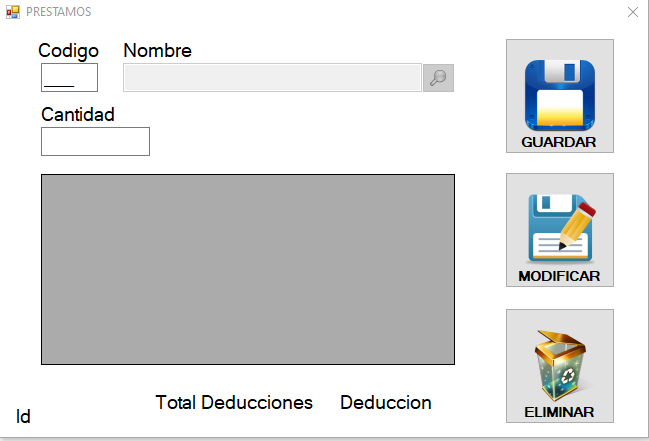 PRESTAMOS
Codigo Nombre
Cantidad
GUARDAR
MODIFICAR
ELIMINAR
Total Deducciones Deduccion
Id